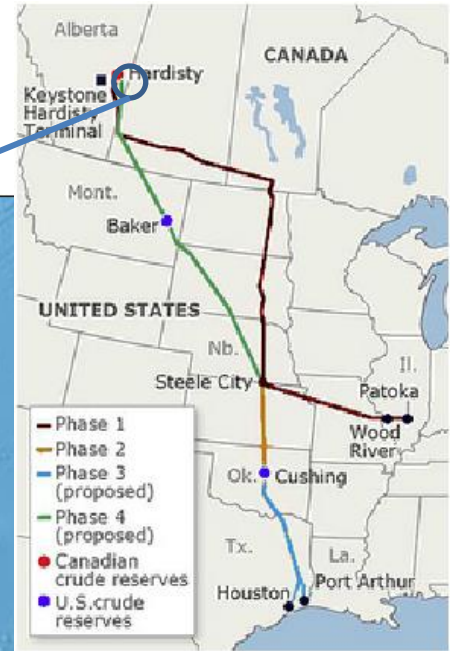 Alberta
CANADA
Hardisty
Keystone
Hardisty
Terminal
Mont.
Baker
UNITED STATES
Nb.
Steele City
Il.
Patoka
Wood
River
Ok.
Cushing
Tx.
La.
Houston
Port Arthur
Phase 1
Phase 2
Phase 3
(proposed)
Phase 4
(proposed)
Canadian
crude reserves
U.S.crude
reserves